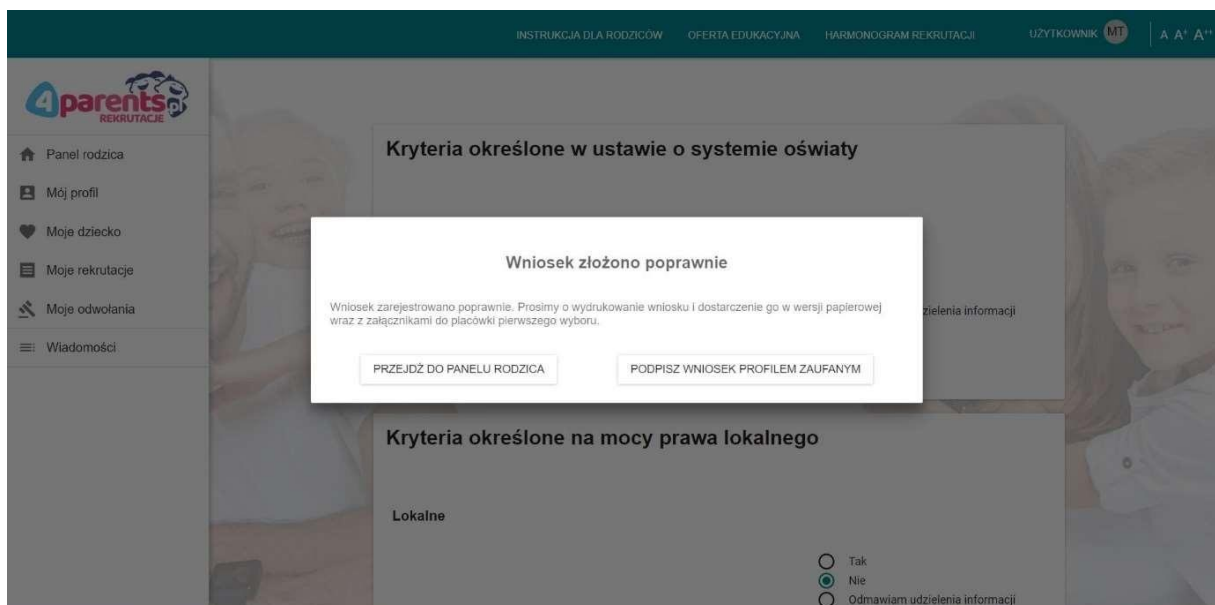 INSTRUKCJA DLA RODZICÓW OFERTA EDUKACYJNA HARMONOGRAM REKRUTACJI UŻYTKOWNIK MT A A+ A++
4parents.pl
REKRUTACJE
Panel rodzica
Mój profil
Moje dziecko
Moje rekrutacje
Moje odwołania
Wiadomości
Kryteria określone w ustawie o systemie oświaty
Wniosek złożono poprawnie
Wniosek zarejestrowano poprawnie. Prosimy o wydrukowanie wniosku i dostarczenie go w wersji papierowej
wraz z załącznikami do placówki pierwszego wyboru.
PRZEJDŹ DO PANELU RODZICA PODPISZ WNIOSEK PROFILEM ZAUFANYM
zielenia informacji
Kryteria określone na mocy prawa lokalnego
Lokalne
Tak
Nie
Odmawiam udzielenia informacji